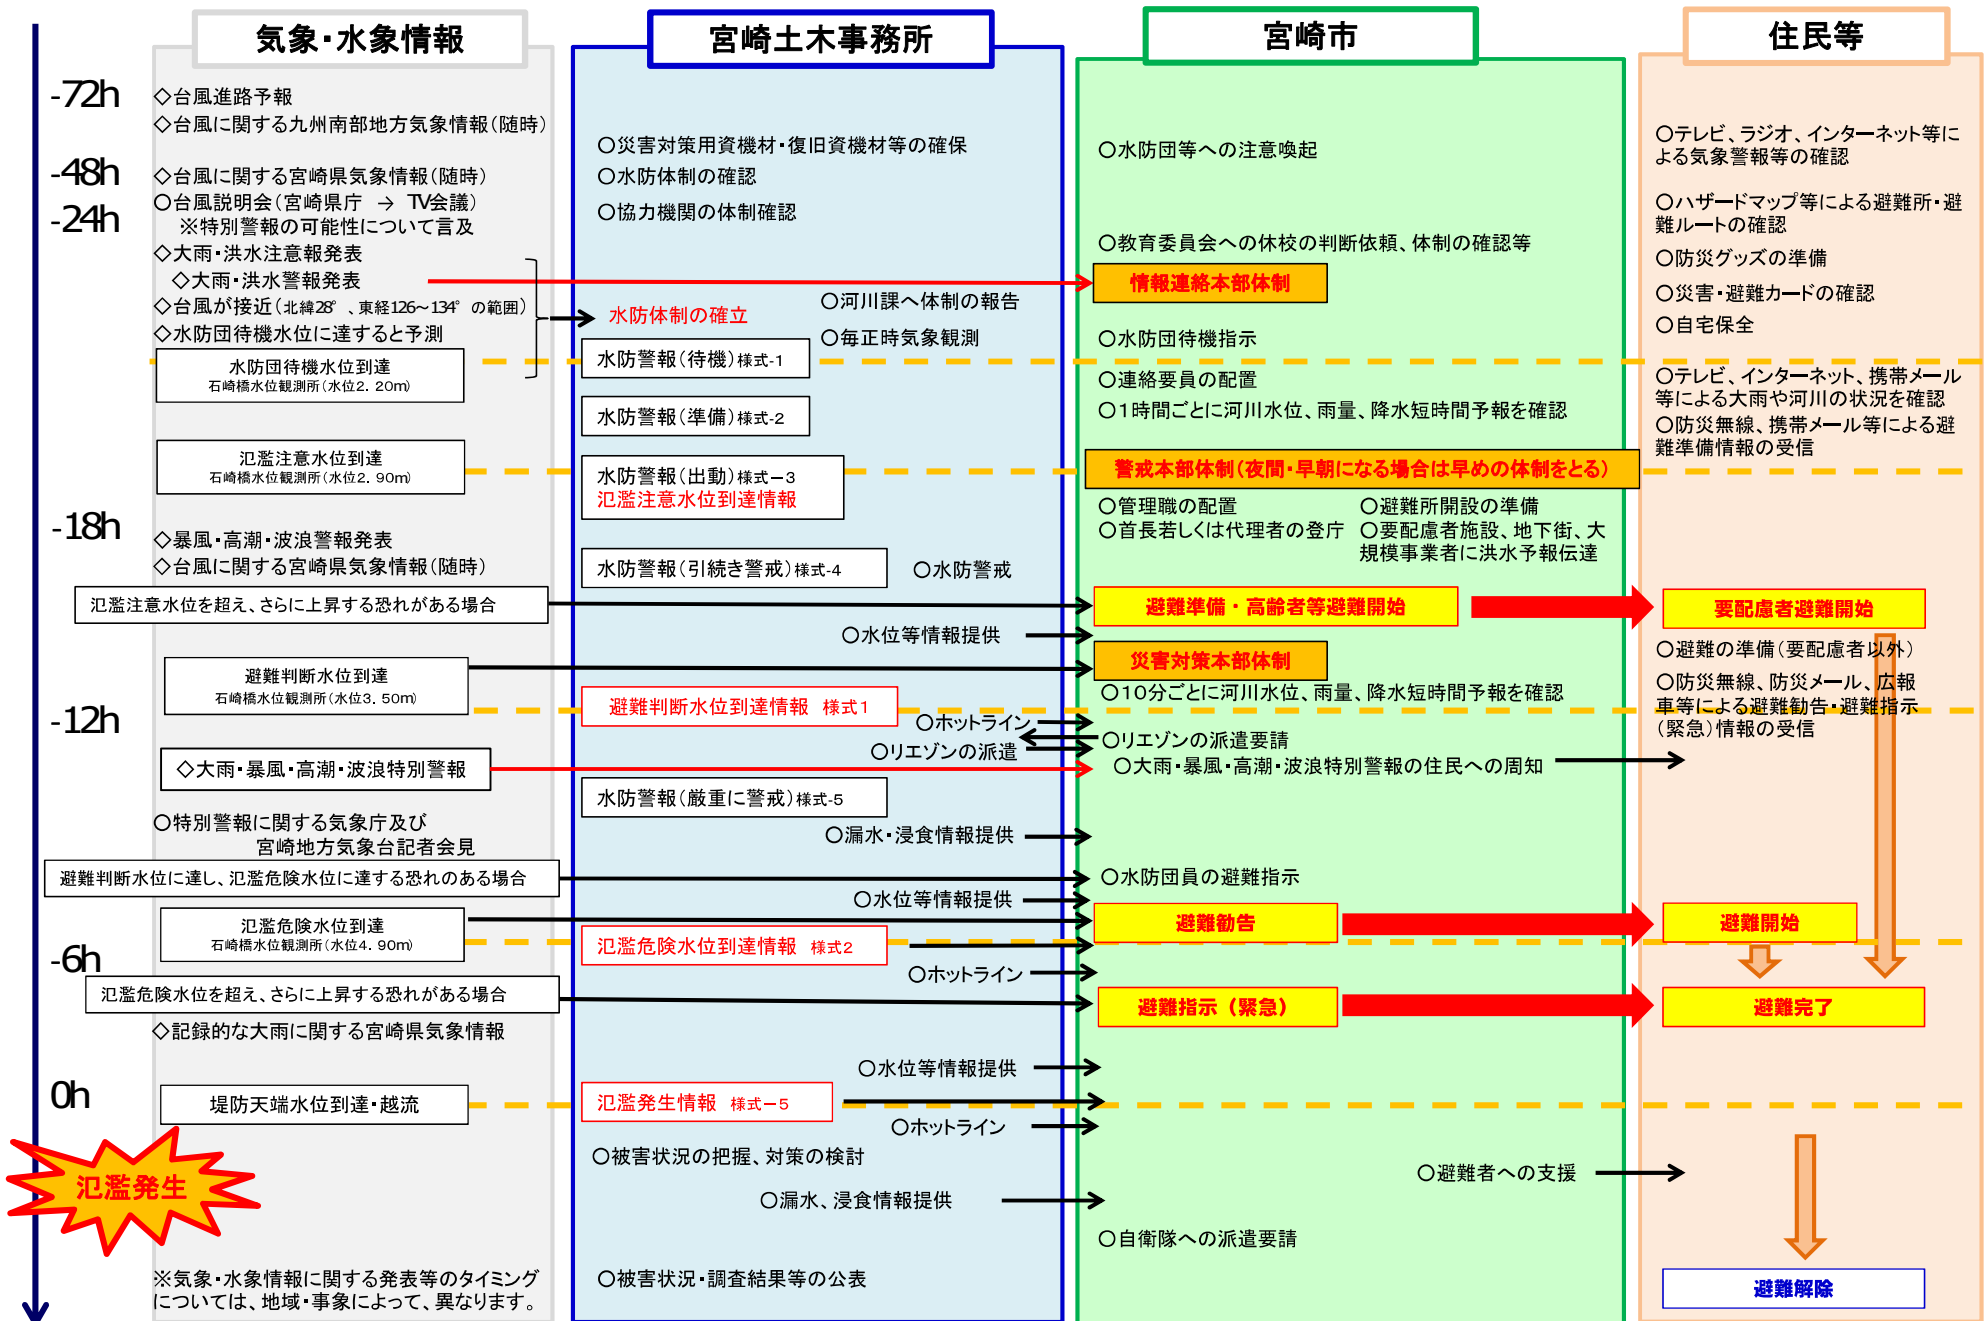 気象・水象情報
宮崎土木事務所
宮崎市
住民等
-72h
-48h
-24h
-18h
-12h
-6h
0h
氾濫発生
◇台風進路予報
◇台風に関する九州南部地方気象情報(随時)
◇台風に関する宮崎県気象情報(随時)
○台風説明会(宮崎県庁 → TV会議)
※特別警報の可能性について言及
◇大雨・洪水注意報発表
◇大雨・洪水警報発表
◇台風が接近(北緯28°、東経126～134°の範囲)
◇水防団待機水位に達すると予測
水防団待機水位到達
石崎橋水位観測所(水位2.20m)
氾濫注意水位到達
石崎橋水位観測所(水位2.90m)
◇暴風・高潮・波浪警報発表
◇台風に関する宮崎県気象情報(随時)
氾濫注意水位を超え、さらに上昇する恐れがある場合
避難判断水位到達
石崎橋水位観測所(水位3.50m)
◇大雨・暴風・高潮・波浪特別警報
○特別警報に関する気象庁及び
宮崎地方気象台記者会見
避難判断水位に達し、氾濫危険水位に達する恐れのある場合
氾濫危険水位到達
石崎橋水位観測所(水位4.90m)
氾濫危険水位を超え、さらに上昇する恐れがある場合
◇記録的な大雨に関する宮崎県気象情報
堤防天端水位到達・越流
※気象・水象情報に関する発表等のタイミング
については、地域・事象によって、異なります。
○災害対策用資機材・復旧資機材等の確保
○水防体制の確認
○協力機関の体制確認
水防体制の確立
○河川課へ体制の報告
○毎正時気象観測
水防警報(待機)様式-1
水防警報(準備)様式-2
水防警報(出動)様式－3
氾濫注意水位到達情報
水防警報(引続き警戒)様式-4
○水防警戒
○水位等情報提供
避難判断水位到達情報 様式1
○ホットライン
○リエゾンの派遣
水防警報(厳重に警戒)様式-5
○漏水・浸食情報提供
○水位等情報提供
氾濫危険水位到達情報 様式2
○ホットライン
○水位等情報提供
氾濫発生情報 様式－5
○ホットライン
○被害状況の把握、対策の検討
○漏水、浸食情報提供
○被害状況・調査結果等の公表
○水防団等への注意喚起
○教育委員会への休校の判断依頼、体制の確認等
情報連絡本部体制
○水防団待機指示
○連絡要員の配置
○1時間ごとに河川水位、雨量、降水短時間予報を確認
警戒本部体制(夜間・早朝になる場合は早めの体制をとる)
○管理職の配置
○首長若しくは代理者の登庁
○避難所開設の準備
○要配慮者施設、地下街、大
規模事業者に洪水予報伝達
避難準備・高齢者等避難開始
災害対策本部体制
○10分ごとに河川水位、雨量、降水短時間予報を確認
○リエゾンの派遣要請
○大雨・暴風・高潮・波浪特別警報の住民への周知
○水防団員の避難指示
避難勧告
避難指示(緊急)
○避難者への支援
○自衛隊への派遣要請
○テレビ、ラジオ、インターネット等に
よる気象警報等の確認
○ハザードマップ等による避難所・避
難ルートの確認
○防災グッズの準備
○災害・避難カードの確認
○自宅保全
○テレビ、インターネット、携帯メール
等による大雨や河川の状況を確認
○防災無線、携帯メール等による避
難準備情報の受信
要配慮者避難開始
○避難の準備(要配慮者以外)
○防災無線、防災メール、広報
車等による避難勧告・避難指示
(緊急)情報の受信
避難開始
避難完了
避難解除